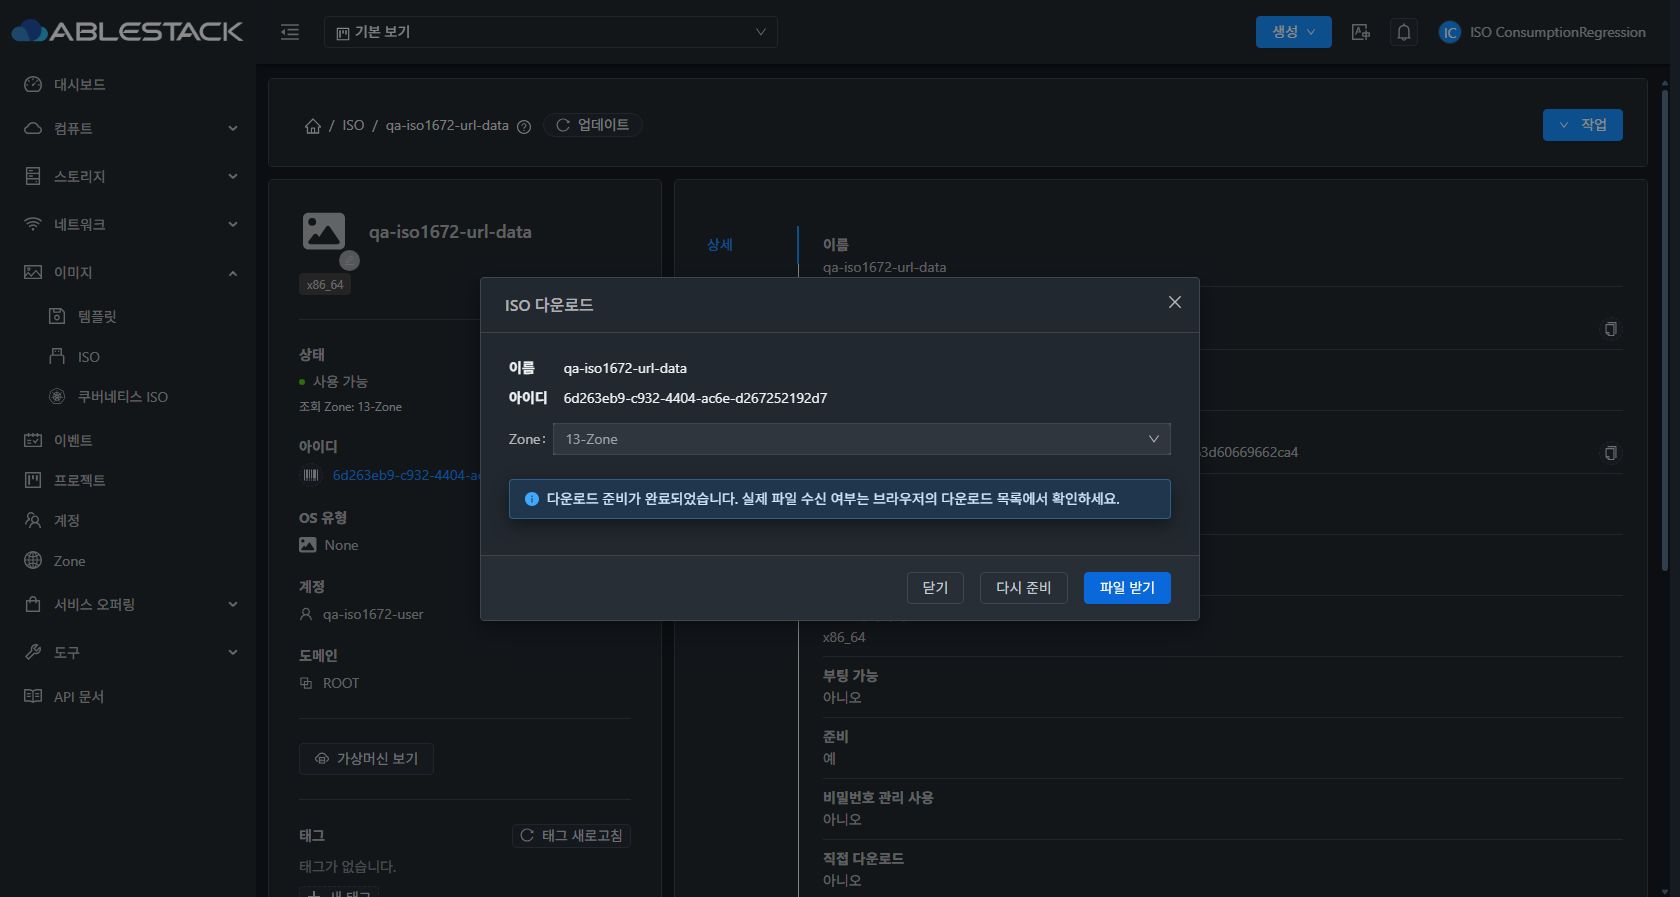 ABLESTACK
기본 보기
생성
IC
ISO ConsumptionRegression
대시보드
컴퓨트
스토리지
네트워크
이미지
템플릿
ISO
쿠버네티스 ISO
이벤트
프로젝트
계정
Zone
서비스 오퍼링
도구
API 문서
/ ISO / qa-iso1672-url-data
업데이트
작업
qa-iso1672-url-data
x86_64
상태
사용 가능
조회 Zone: 13-Zone
아이디
6d263eb9-c932-4404-a
OS 유형
None
계정
qa-iso1672-user
도메인
ROOT
가상머신 보기
태그
태그 새로고침
태그가 없습니다.
상세
이름
qa-iso1672-url-data
3d60669662ca4
x86_64
부팅 가능
아니오
준비
예
비밀번호 관리 사용
아니오
직접 다운로드
아니오
ISO 다운로드
이름 qa-iso1672-url-data
아이디 6d263eb9-c932-4404-ac6e-d267252192d7
Zone: 13-Zone
다운로드 준비가 완료되었습니다. 실제 파일 수신 여부는 브라우저의 다운로드 목록에서 확인하세요.
닫기
다시 준비
파일 받기